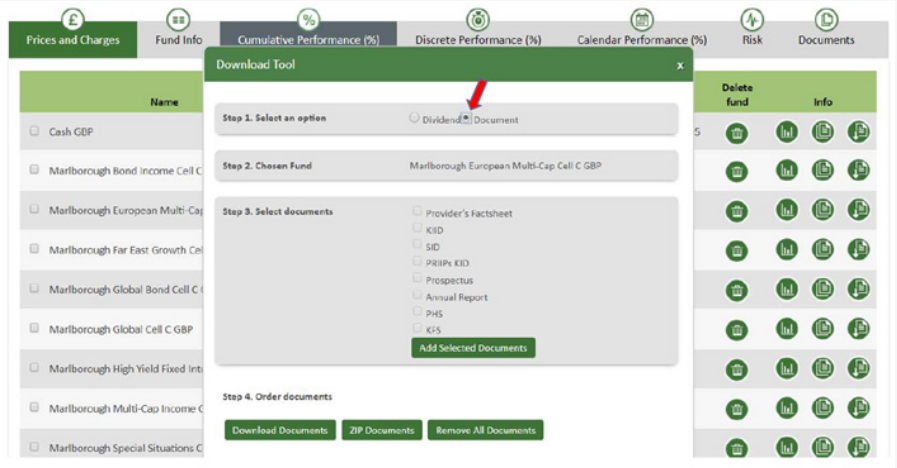 £ % 
Prices and Charges Fund Info Cumulative Performance (%) Discrete Performance (%) Calendar Performance (%) Risk Documents
Download Tool x
Name Delete fund Info
Step 1. Select an option Dividend Document
Cash GBP 5
Step 2. Chosen Fund Marlborough European Multi-Cap Cell C GBP
Marlborough Bond Income Cell C
Step 3. Select documents Provider's Factsheet
Marlborough European Multi-Cap
KIID
SID
Marlborough Far East Growth Cel
PRIIPs KID
Prospectus
Marlborough Global Bond Cell C
Annual Report
PHS
Marlborough Global Cell C GBP
KFS
Add Selected Documents
Marlborough High Yield Fixed Int
Step 4. Order documents
Marlborough Multi-Cap Income C
Download Documents ZIP Documents Remove All Documents
Marlborough Special Situations C